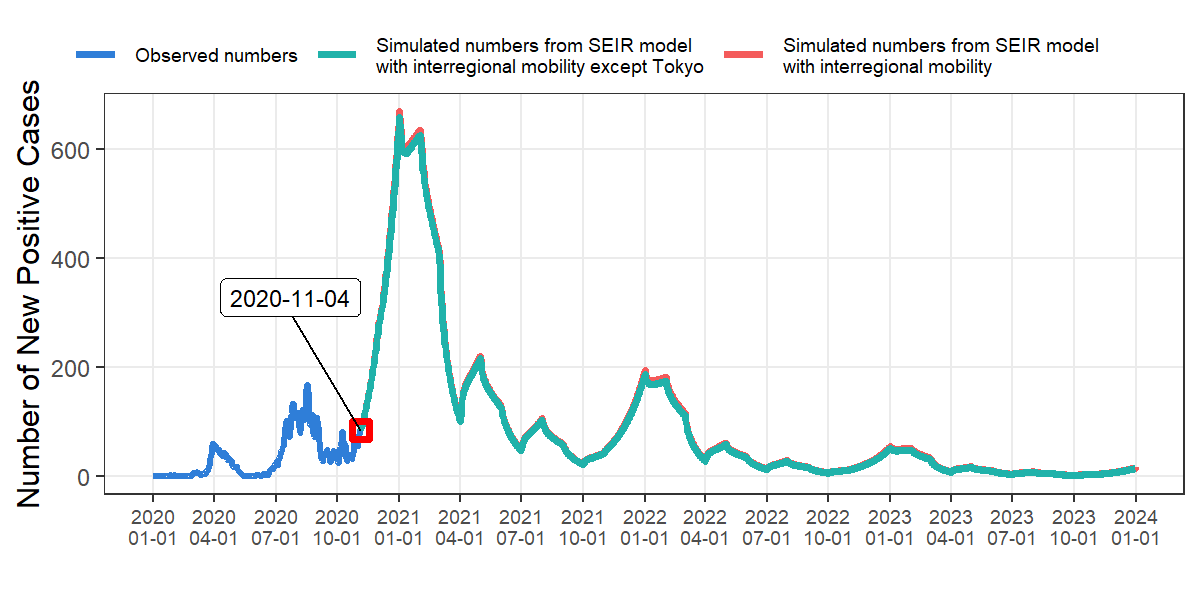 Observed numbers
Simulated numbers from SEIR model
with interregional mobility except Tokyo
Simulated numbers from SEIR model
with interregional mobility
Number of New Positive Cases
600
400
200
0
2020-11-04
2020 2020 2020 2020 2021 2021 2021 2021 2022 2022 2022 2022 2023 2023 2023 2023 2024
01-01 04-01 07-01 10-01 01-01 04-01 07-01 10-01 01-01 04-01 07-01 10-01 01-01 04-01 07-01 10-01 01-01